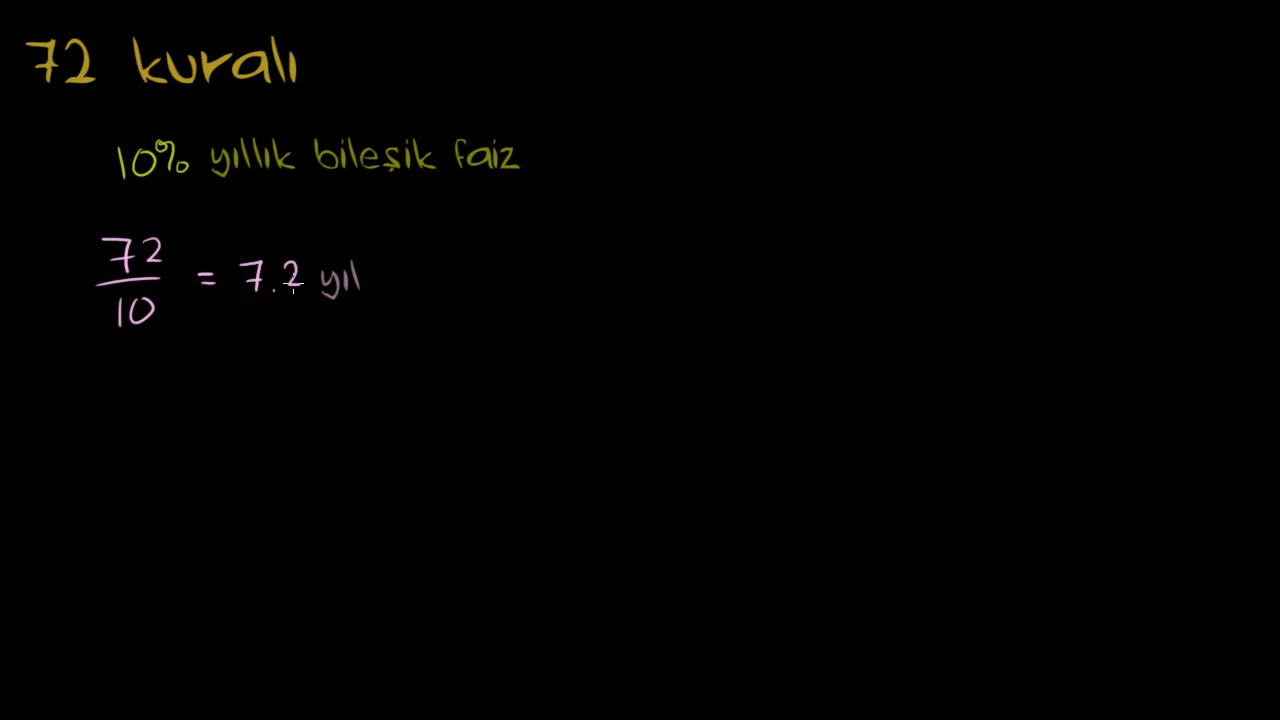 72 kuralı
10% yıllık bileşik faiz
72
10 = 7.2 yıl